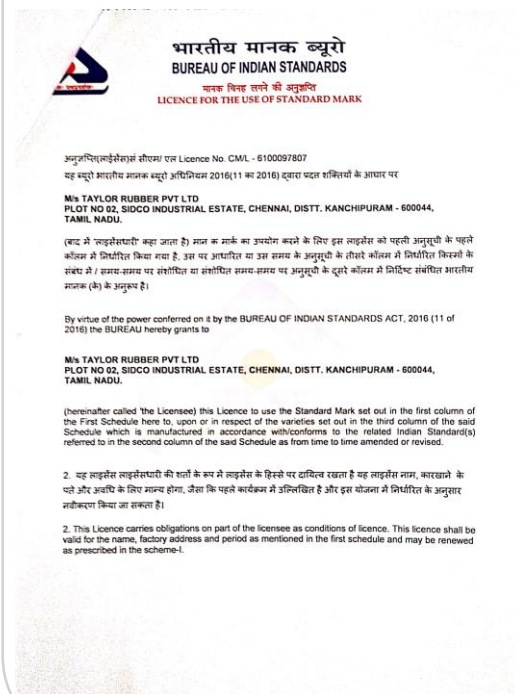 भारतीय मानक ब्यूरो
BUREAU OF INDIAN STANDARDS
मानक चिनह लगने की अनुज्ञप्ति
LICENCE FOR THE USE OF STANDARD MARK
अनुज्ञप्ति(लाईसेंस)सं सीएम/ एल Licence No. CM/L - 6100097807
यह ब्यूरो भारतीय मानक ब्यूरो अधिनियम 2016(11 का 2016) द्वारा प्रदत्त शक्तियों के आधार पर
M/s TAYLOR RUBBER PVT LTD
PLOT NO 02, SIDCO INDUSTRIAL ESTATE, CHENNAI, DISTT. KANCHIPURAM - 600044,
TAMIL NADU.
(बाद में 'लाइसेंसधारी' कहा जाता है) मान क मार्क का उपयोग करने के लिए इस लाइसेंस को पहली अनुसूची के पहले
कॉलम में निर्धारित किया गया है, उस पर आधारित या उस समय के अनुसूची के तीसरे कॉलम में निर्धारित किस्मों के
संबंध में / समय-समय पर संशोधित या संशोधित समय-समय पर अनुसूची के दूसरे कॉलम में निर्दिष्ट संबंधित भारतीय
मानक (के) के अनुरूप है।
By virtue of the power conferred on it by the BUREAU OF INDIAN STANDARDS ACT, 2016 (11 of
2016) the BUREAU hereby grants to
M/s TAYLOR RUBBER PVT LTD
PLOT NO 02, SIDCO INDUSTRIAL ESTATE, CHENNAI, DISTT. KANCHIPURAM - 600044,
TAMIL NADU.
(hereinafter called 'the Licensee) this Licence to use the Standard Mark set out in the first column of
the First Schedule here to, upon or in respect of the varieties set out in the third column of the said
Schedule which is manufactured in accordance with/conforms to the related Indian Standard(s)
referred to in the second column of the said Schedule as from time to time amended or revised.
2. यह लाइसेंस लाइसेंसधारी की शर्तों के रूप में लाइसेंस के हिस्से पर दायित्व रखता है यह लाइसेंस नाम, कारखाने के
पते और अवधि के लिए मान्य होगा, जैसा कि पहले कार्यक्रम में उल्लिखित है और इस योजना में निर्धारित के अनुसार
नवीकरण किया जा सकता है।
2. This Licence carries obligations on part of the licensee as conditions of licence. This licence shall be
valid for the name, factory address and period as mentioned in the first schedule and may be renewed
as prescribed in the scheme-I.